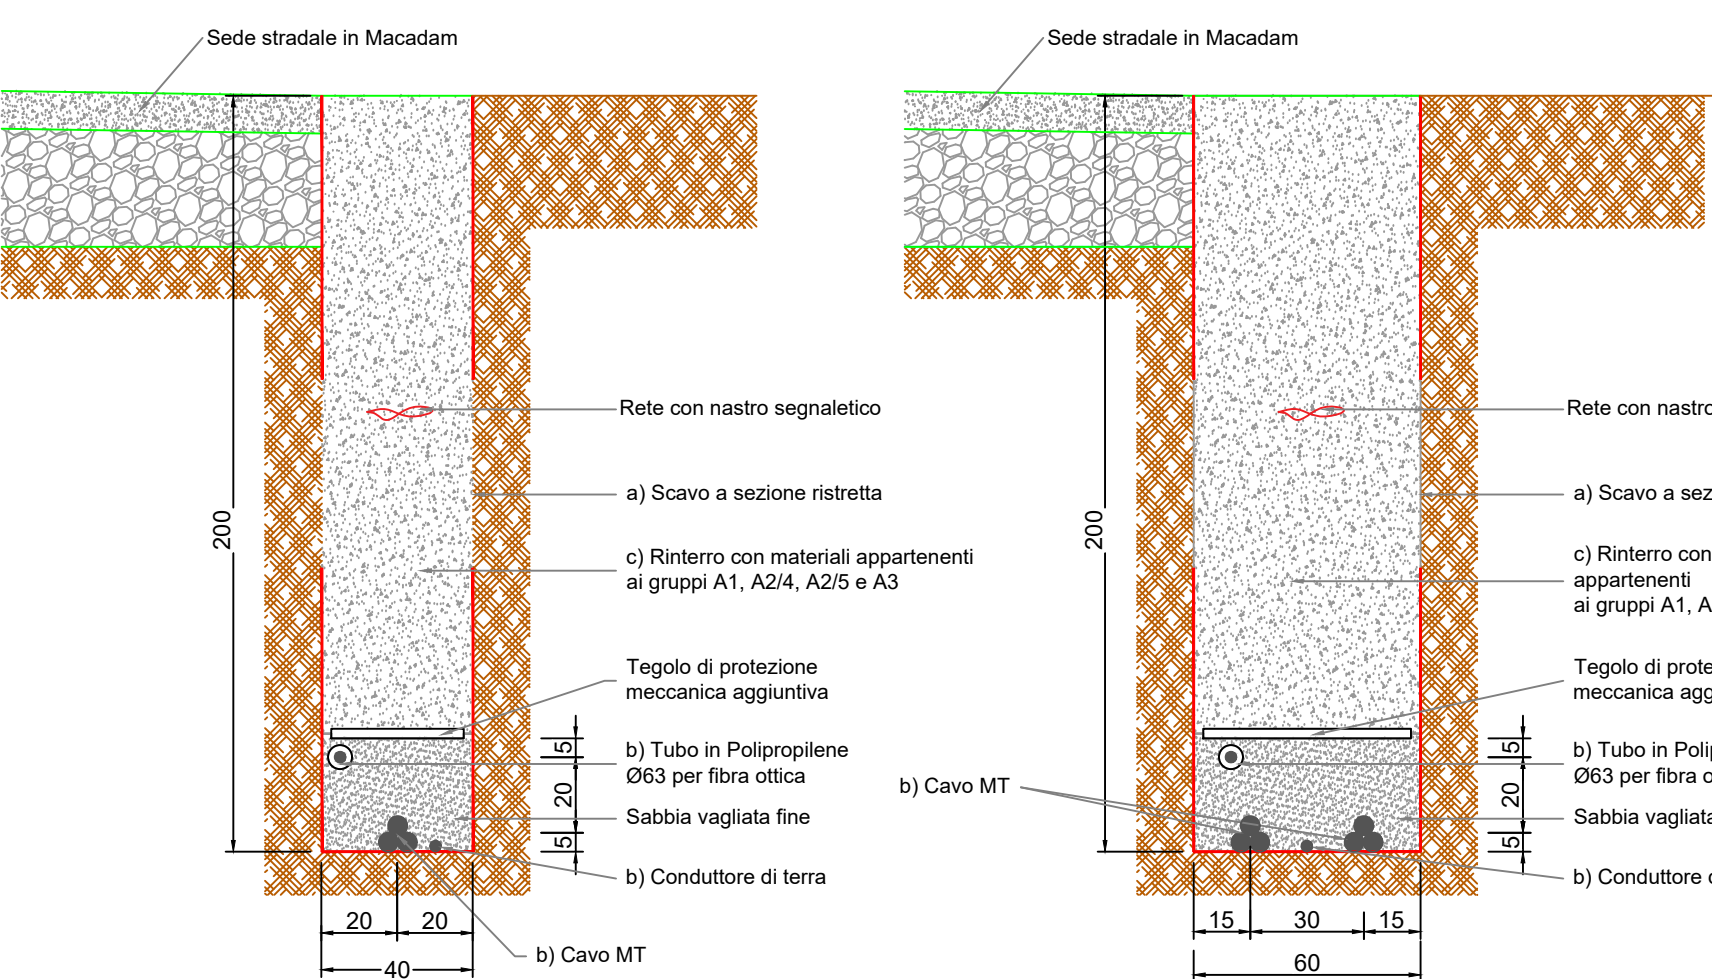 Sede stradale in Macadam
200
Rete con nastro segnaletico
a) Scavo a sezione ristretta
c) Rinterro con materiali appartenenti
ai gruppi A1, A2/4, A2/5 e A3
Tegolo di protezione
meccanica aggiuntiva
5
b) Tubo in Polipropilene
Ø63 per fibra ottica
20
Sabbia vagliata fine
5
b) Conduttore di terra
20 20
b) Cavo MT
40
Sede stradale in Macadam
200
Rete con nastro
a) Scavo a sez
c) Rinterro con
appartenenti
ai gruppi A1, A
Tegolo di prote
meccanica agg
5
b) Tubo in Polip
Ø63 per fibra o
b) Cavo MT
20
Sabbia vagliata
5
b) Conduttore d
15 30 15
60